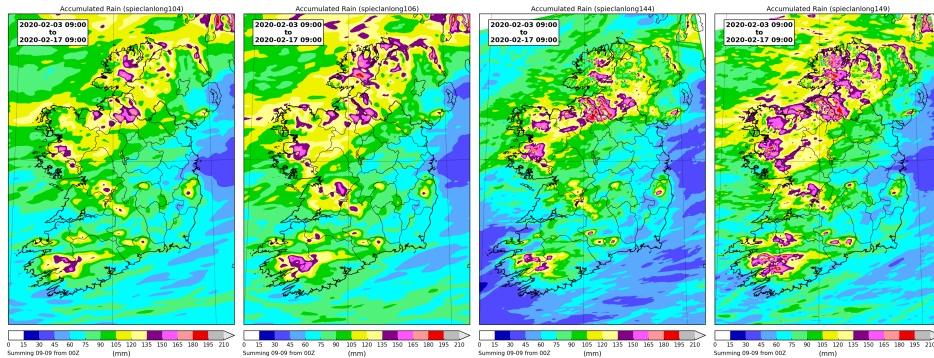 Accumulated Rain (spieclanlong104)
2020-02-03 09:00
to
2020-02-17 09:00
0 15 30 45 60 75 90 105 120 135 150 165 180 195 210
Summing 09-09 from 00Z
(mm)
Accumulated Rain (spieclanlong106)
2020-02-03 09:00
to
2020-02-17 09:00
0 15 30 45 60 75 90 105 120 135 150 165 180 195 210
Summing 09-09 from 00Z
(mm)
Accumulated Rain (spieclanlong144)
2020-02-03 09:00
to
2020-02-17 09:00
0 15 30 45 60 75 90 105 120 135 150 165 180 195 210
Summing 09-09 from 00Z
(mm)
Accumulated Rain (spieclanlong149)
2020-02-03 09:00
to
2020-02-17 09:00
0 15 30 45 60 75 90 105 120 135 150 165 180 195 210
Summing 09-09 from 00Z
(mm)